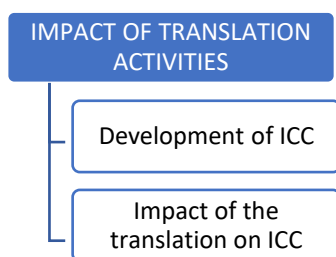 IMPACT OF TRANSLATION
ACTIVITIES
Development of ICC
Impact of the
translation on ICC